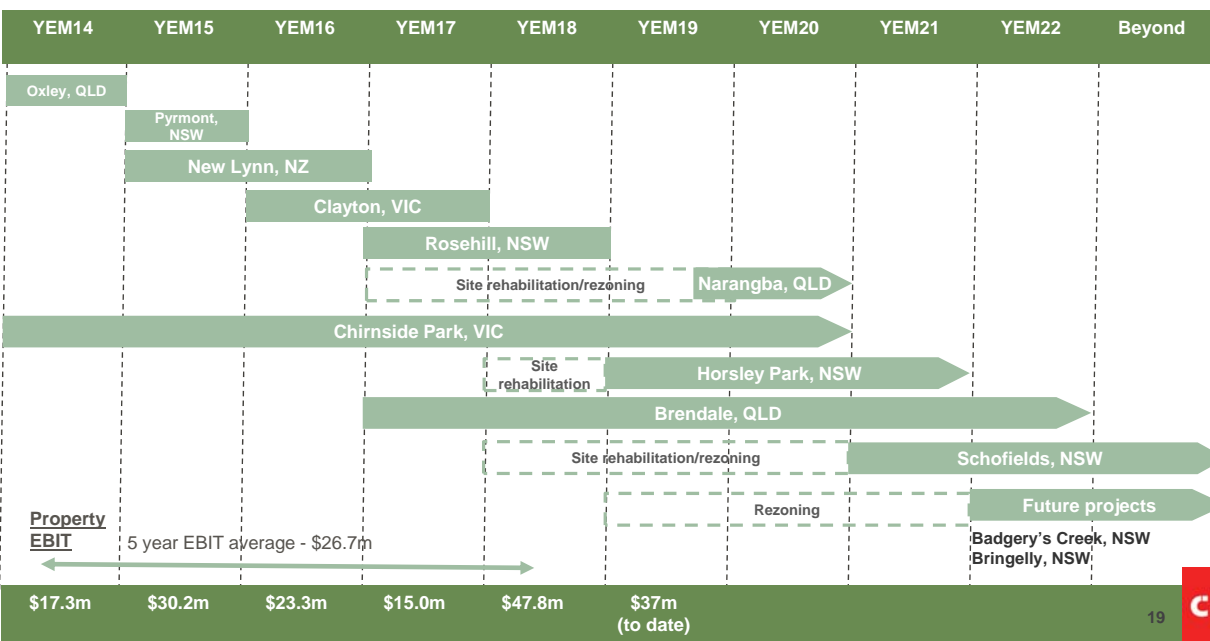 YEM14 YEM15 YEM16 YEM17 YEM18 YEM19 YEM20 YEM21 YEM22 Beyond
Oxley, QLD
Pyrmont,
NSW
New Lynn, NZ
Clayton, VIC
Rosehill, NSW
Site rehabilitation/rezoning Narangba, QLD
Chirnside Park, VIC
Site
rehabilitation
Horsley Park, NSW
Brendale, QLD
Site rehabilitation/rezoning Schofields, NSW
Rezoning Future projects
Badgery's Creek, NSW
Bringelly, NSW
Property
EBIT
5 year EBIT average - $26.7m
$17.3m $30.2m $23.3m $15.0m $47.8m $37m
(to date)
19
C